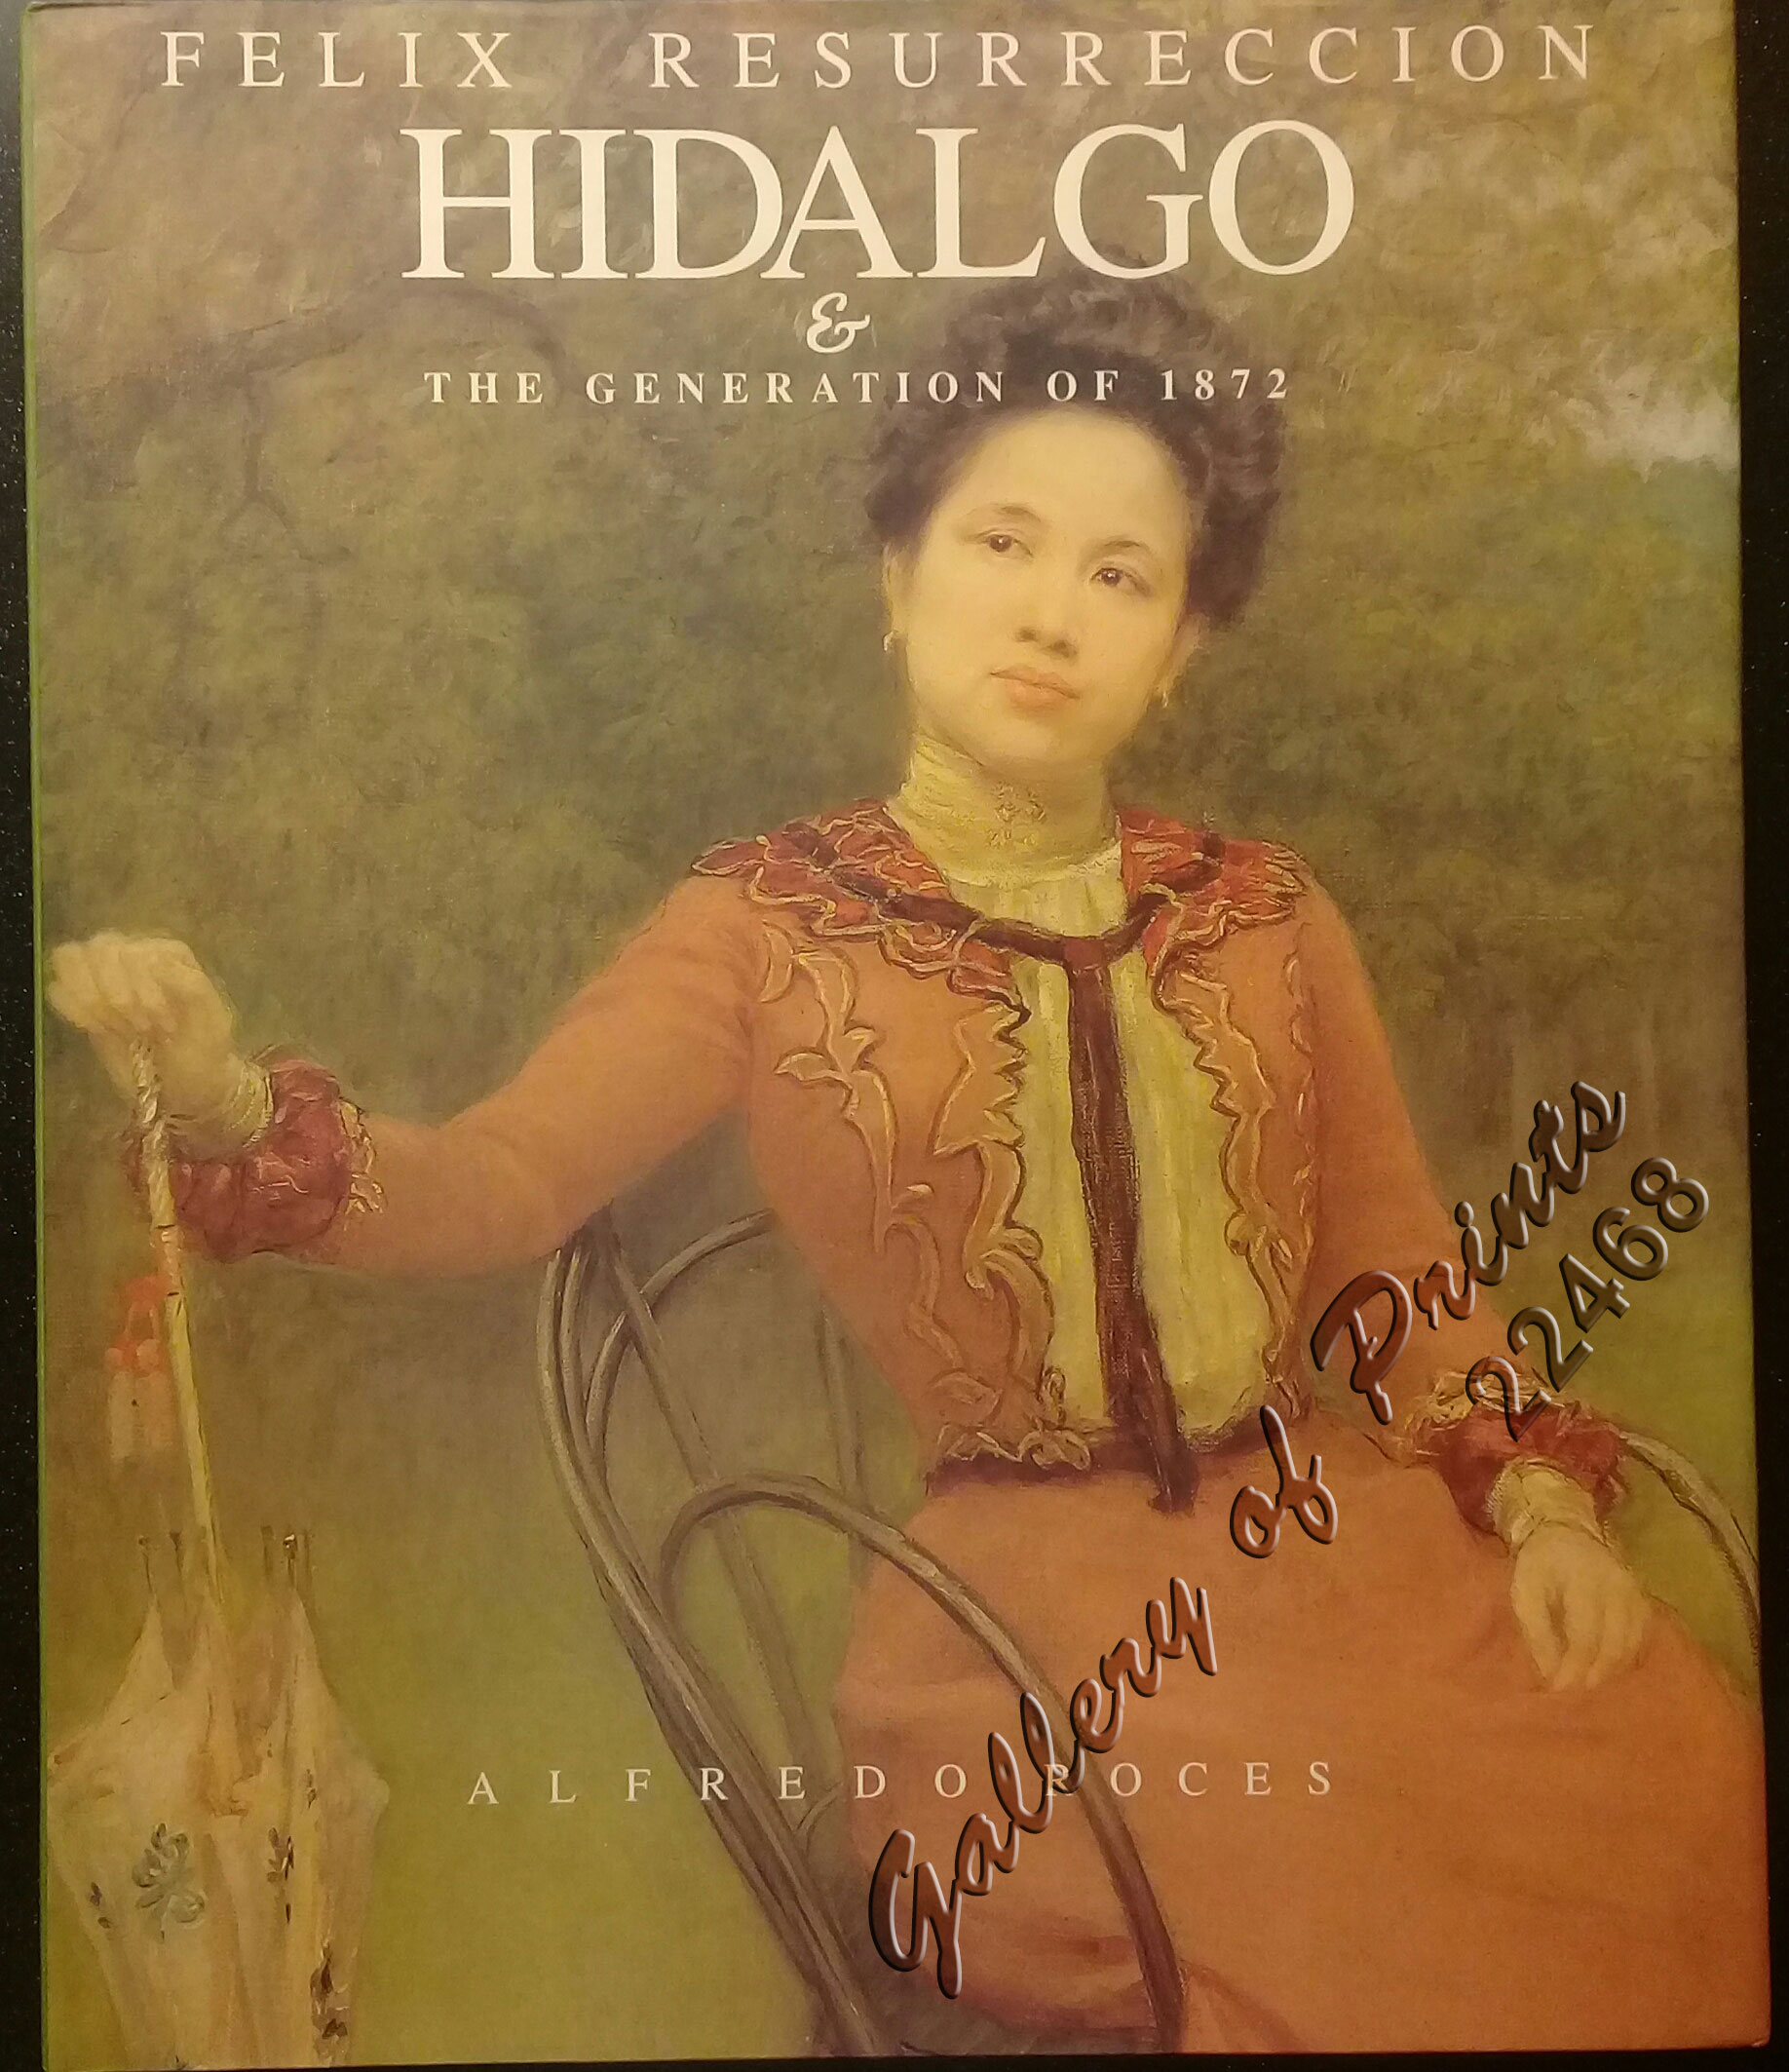 FELIX RESURRECCION
HIDALGO
&
THE GENERATION OF 1872
ALFREDO ROCES
Gallery of Prints
22468